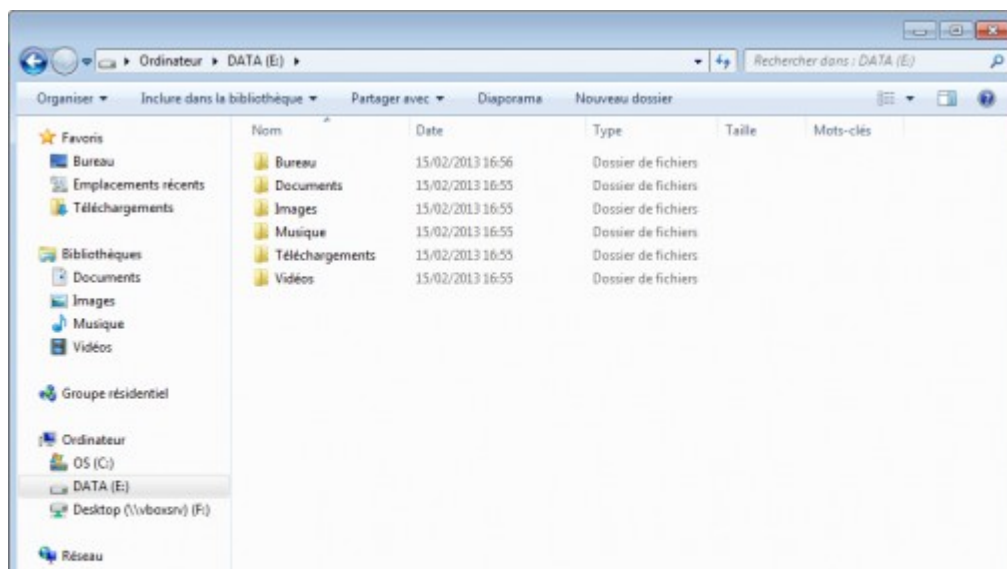 Ordinateur ▸ DATA (E:) ▸ Rechercher dans : DATA (E:)
Organiser Inclure dans la bibliothèque Partager avec Diaporama Nouveau dossier
Favoris
Bureau
Emplacements récents
Téléchargements
Bibliothèques
Documents
Images
Musique
Vidéos
Groupe résidentiel
Ordinateur
OS (C:)
DATA (E:)
Desktop (\\vboxsrv) (F:)
Réseau
Nom Date Type Taille Mots-clés
Bureau 15/02/2013 16:56 Dossier de fichiers
Documents 15/02/2013 16:55 Dossier de fichiers
Images 15/02/2013 16:55 Dossier de fichiers
Musique 15/02/2013 16:55 Dossier de fichiers
Téléchargements 15/02/2013 16:55 Dossier de fichiers
Vidéos 15/02/2013 16:55 Dossier de fichiers